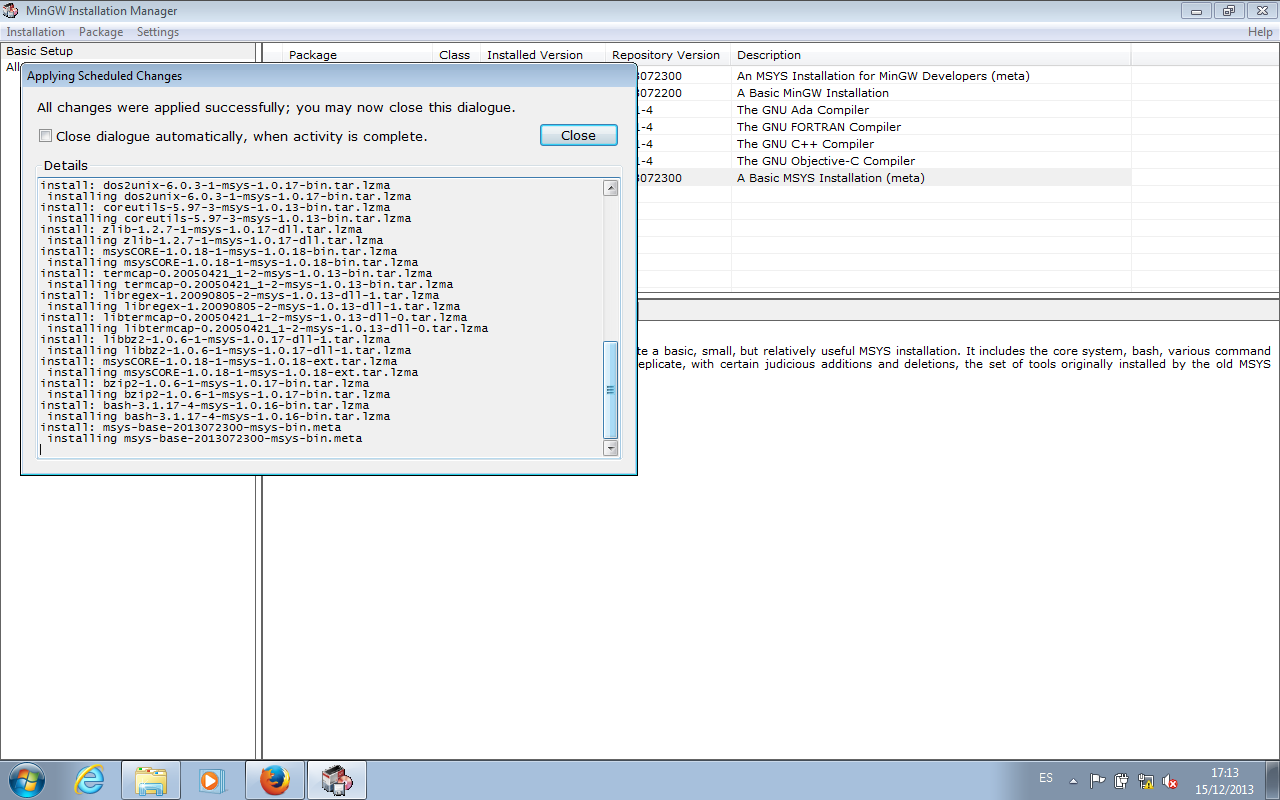 MinGW Installation Manager
Installation Package Settings Help
Basic Setup
All
Package Class Installed Version Repository Version Description
3072300 An MSYS Installation for MinGW Developers (meta)
3072200 A Basic MinGW Installation
1-4 The GNU Ada Compiler
1-4 The GNU FORTRAN Compiler
1-4 The GNU C++ Compiler
1-4 The GNU Objective-C Compiler
3072300 A Basic MSYS Installation (meta)
te a basic, small, but relatively useful MSYS installation. It includes the core system, bash, various command
eplicate, with certain judicious additions and deletions, the set of tools originally installed by the old MSYS
Applying Scheduled Changes
All changes were applied successfully; you may now close this dialogue.
Close dialogue automatically, when activity is complete. Close
Details
install: dos2unix-6.0.3-1-msys-1.0.17-bin.tar.lzma
installing dos2unix-6.0.3-1-msys-1.0.17-bin.tar.lzma
install: coreutils-5.97-3-msys-1.0.13-bin.tar.lzma
installing coreutils-5.97-3-msys-1.0.13-bin.tar.lzma
install: zlib-1.2.7-1-msys-1.0.17-dll.tar.lzma
installing zlib-1.2.7-1-msys-1.0.17-dll.tar.lzma
install: msysCORE-1.0.18-1-msys-1.0.18-bin.tar.lzma
installing msysCORE-1.0.18-1-msys-1.0.18-bin.tar.lzma
install: termcap-0.20050421_1-2-msys-1.0.13-bin.tar.lzma
installing termcap-0.20050421_1-2-msys-1.0.13-bin.tar.lzma
install: libregex-1.20090805-2-msys-1.0.13-dll-1.tar.lzma
installing libregex-1.20090805-2-msys-1.0.13-dll-1.tar.lzma
install: libtermcap-0.20050421_1-2-msys-1.0.13-dll-0.tar.lzma
installing libtermcap-0.20050421_1-2-msys-1.0.13-dll-0.tar.lzma
install: libbz2-1.0.6-1-msys-1.0.17-dll-1.tar.lzma
installing libbz2-1.0.6-1-msys-1.0.17-dll-1.tar.lzma
install: msysCORE-1.0.18-1-msys-1.0.18-ext.tar.lzma
installing msysCORE-1.0.18-1-msys-1.0.18-ext.tar.lzma
install: bzip2-1.0.6-1-msys-1.0.17-bin.tar.lzma
installing bzip2-1.0.6-1-msys-1.0.17-bin.tar.lzma
install: bash-3.1.17-4-msys-1.0.16-bin.tar.lzma
installing bash-3.1.17-4-msys-1.0.16-bin.tar.lzma
install: msys-base-2013072300-msys-bin.meta
installing msys-base-2013072300-msys-bin.meta
ES
17:13
15/12/2013